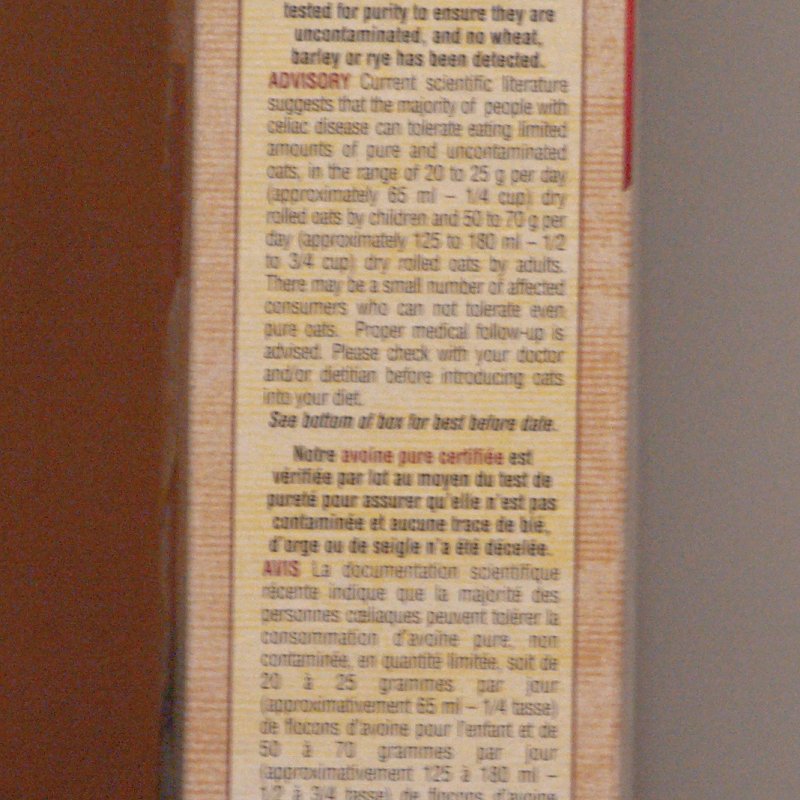 tested for purity to ensure they are
uncontaminated, and no wheat,
barley or rye has been detected.
ADVISORY Current scientific literature
suggests that the majority of people with
celiac disease can tolerate eating limited
amounts of pure and uncontaminated
oats, in the range of 20 to 25 g per day
(approximately 65 ml – 1/4 cup) dry
rolled oats by children and 50 to 70 g per
day (approximately 125 to 180 ml – 1/2
to 3/4 cup) dry rolled oats by adults.
There may be a small number of affected
consumers who can not tolerate even
pure oats. Proper medical follow-up is
advised. Please check with your doctor
and/or dietitian before introducing oats
into your diet.
See bottom of box for best before date.
Notre avoine pure certifiée est
vérifiée par lot au moyen du test de
pureté pour assurer qu'elle n'est pas
contaminée et aucune trace de blé,
d'orge ou de seigle n'a été décelée.
AVIS La documentation scientifique
récente indique que la majorité des
personnes cœliaques peuvent tolérer la
consommation d'avoine pure, non
contaminée, en quantité limitée, soit de
20 à 25 grammes par jour
(approximativement 65 ml – 1/4 tasse)
de flocons d'avoine pour l'enfant et de
50 à 70 grammes par jour
(approximativement 125 à 180 ml –
1/2 à 3/4 tasse) de flocons d'avoine